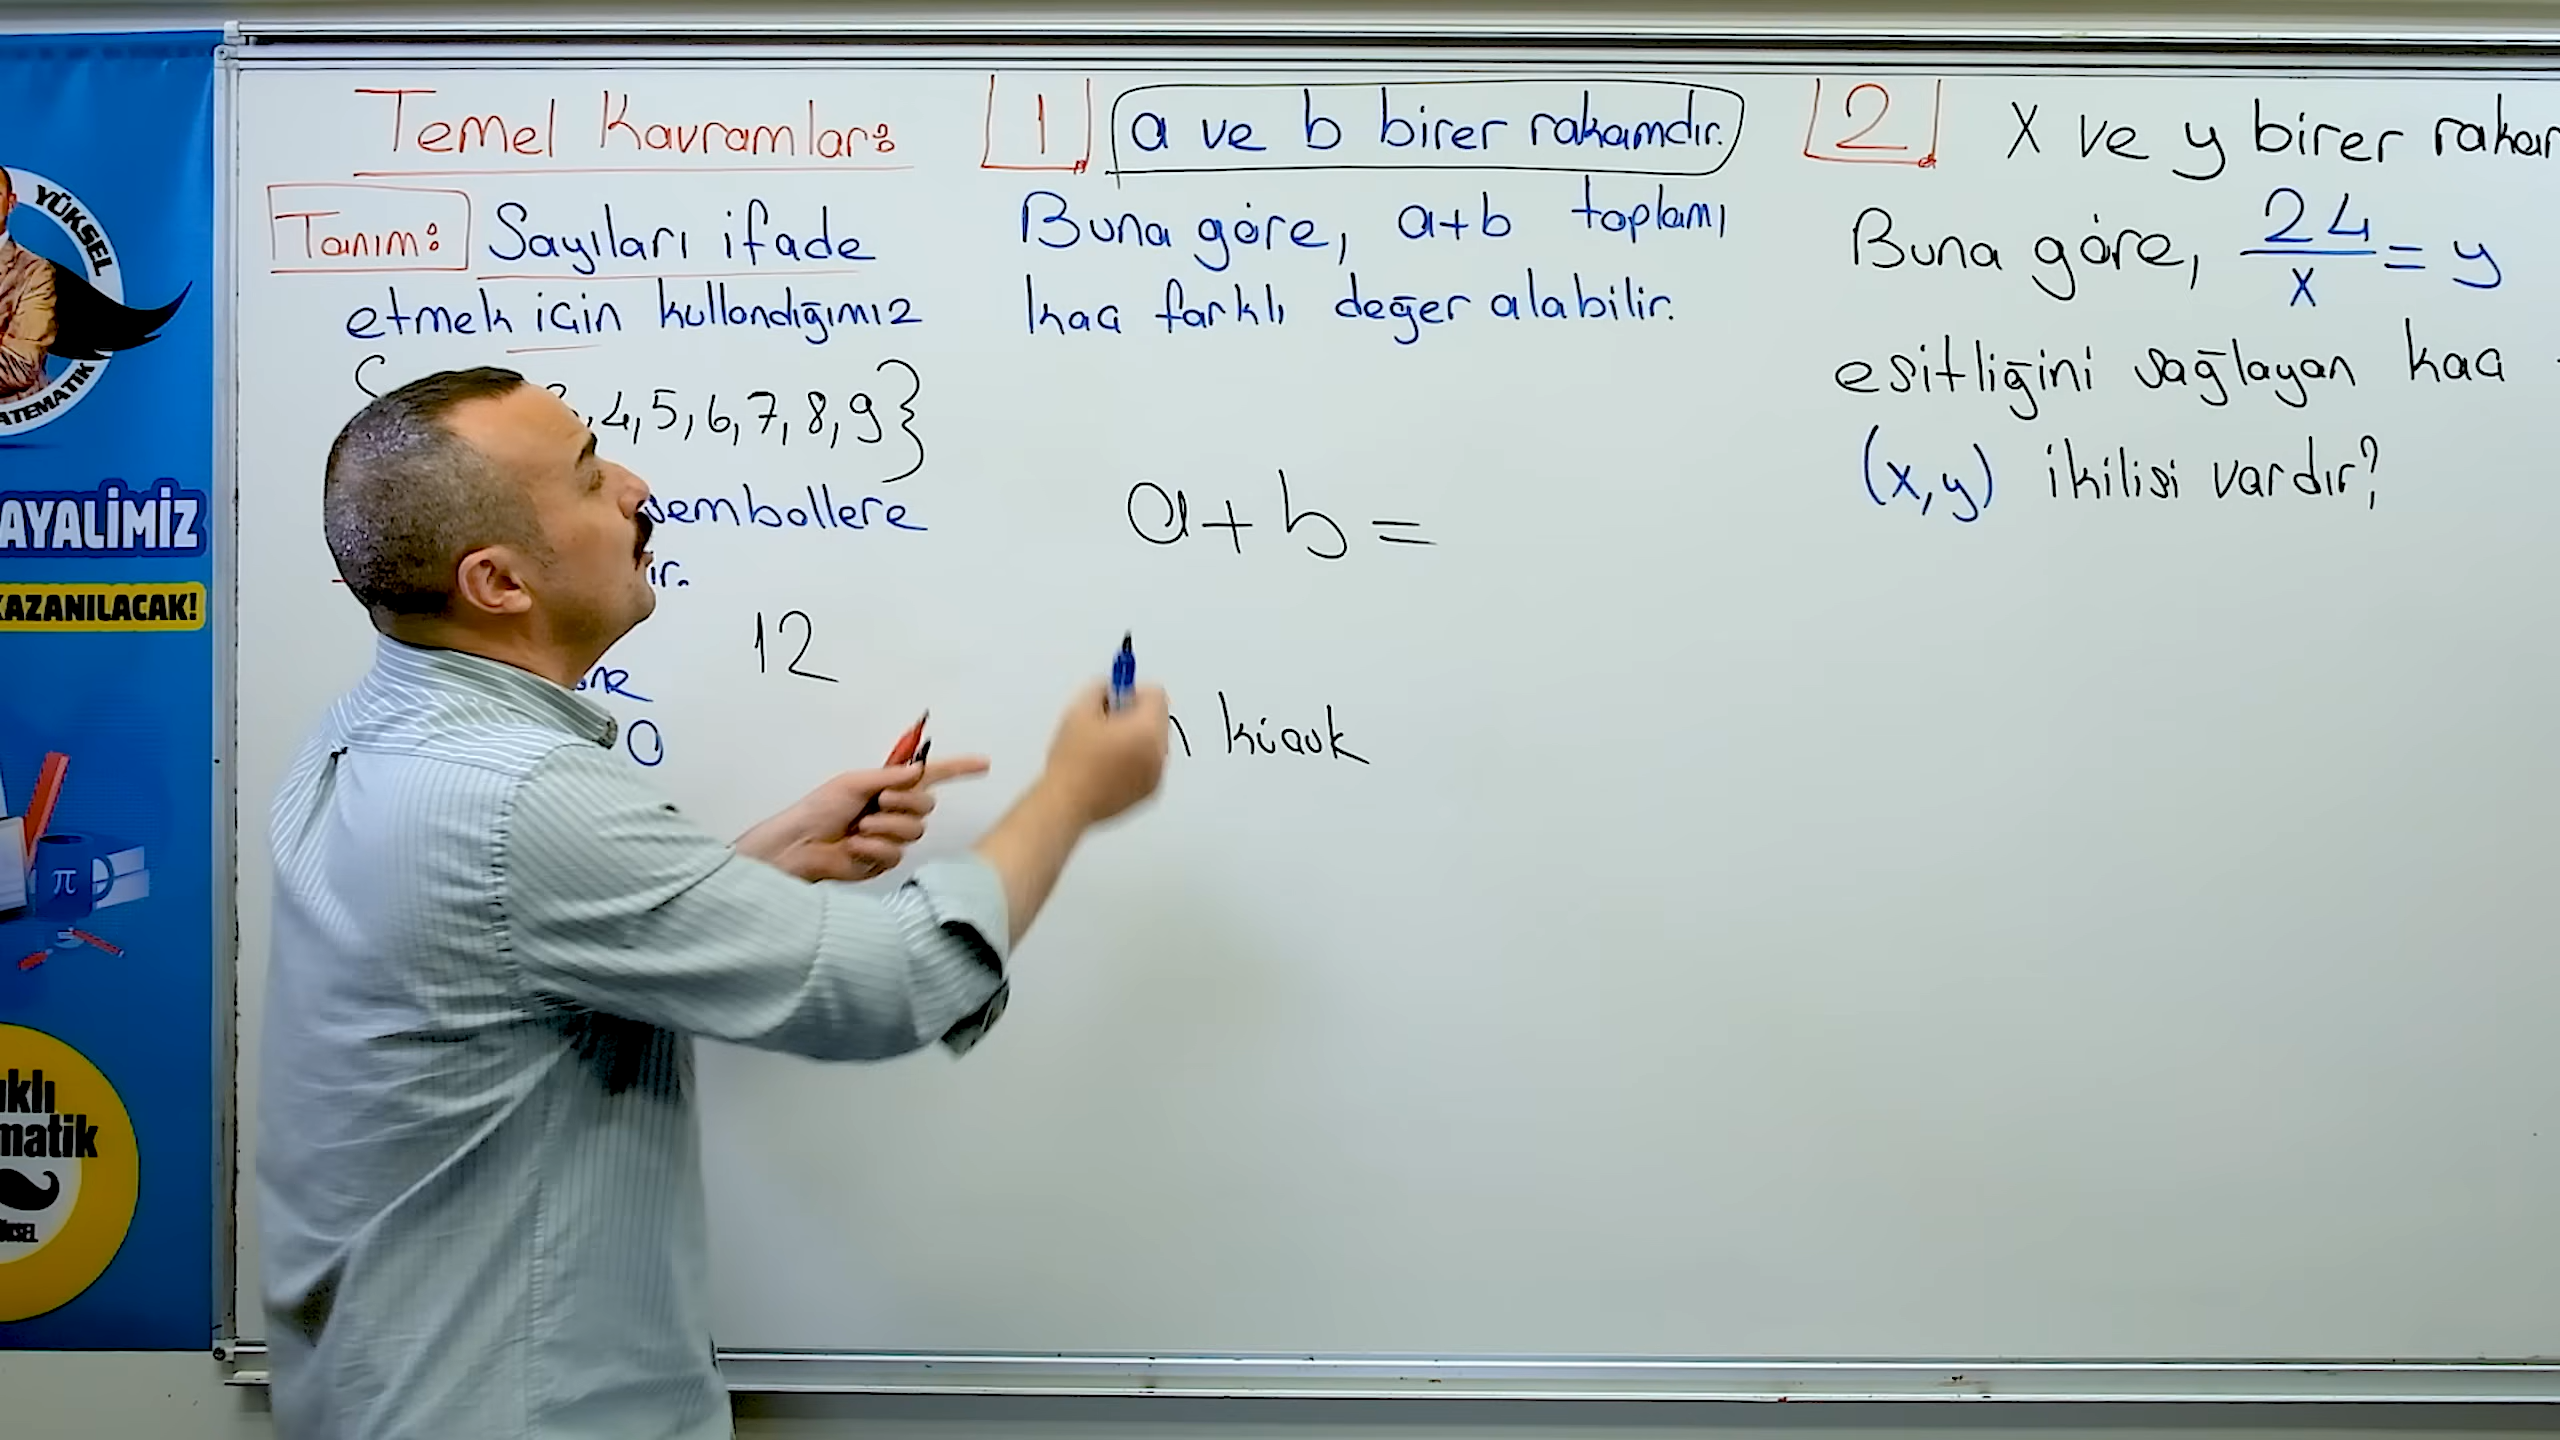 Temel Kavramlar:
Tanım: Sayıları ifade
etmek için kullandığımız
,4,5,6,7,8,9}
sembollere
12
0
1 a ve b birer rakamdır.
Buna göre, a+b toplamı
kaç farklı değer alabilir.
a+b=
küçük
2 x ve y birer
Buna göre, 24/x = y
eşitliğini sağlayan kaç
(x,y) ikilisi vardır?
YÜKSEL
KAZANILACAK!
π